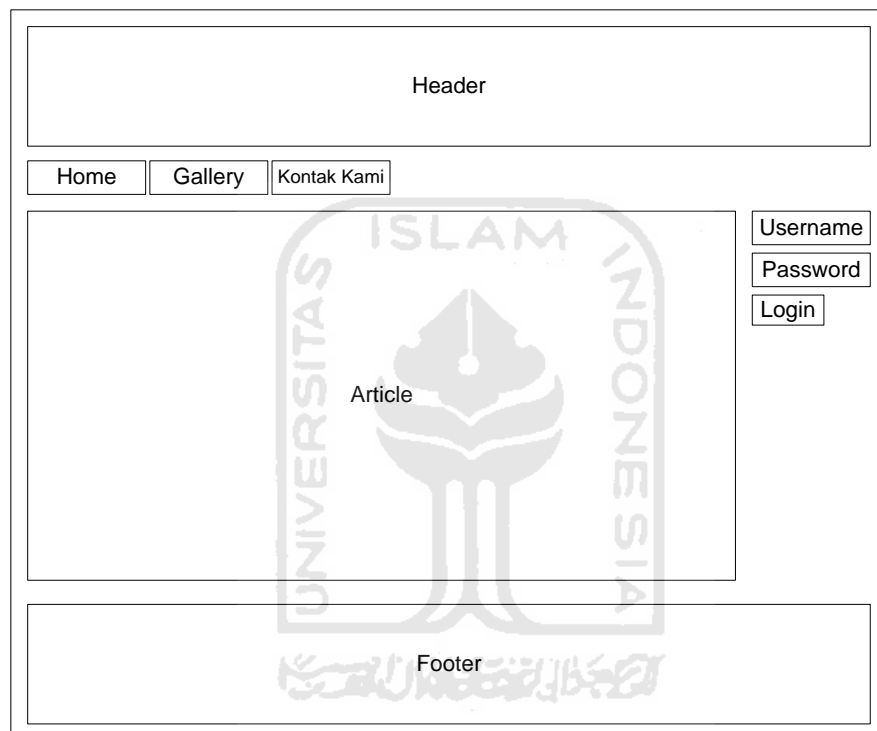 Header
Home Gallery Kontak Kami
ISLAM
UNIVERSITAS
INDONESIA
Username
Password
Login
Article
Footer